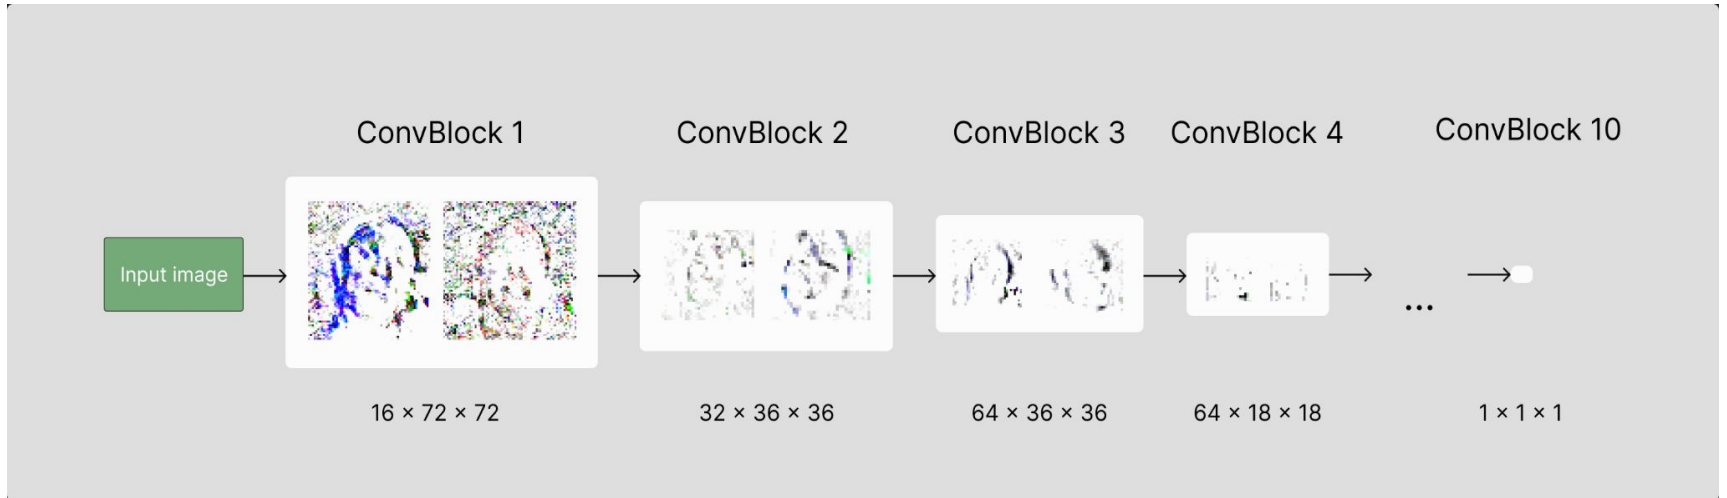 ConvBlock 1
ConvBlock 2
ConvBlock 3
ConvBlock 4
ConvBlock 10
Input image
...
16 × 72 × 72
32 × 36 × 36
64 × 36 × 36
64 × 18 × 18
1 × 1 × 1